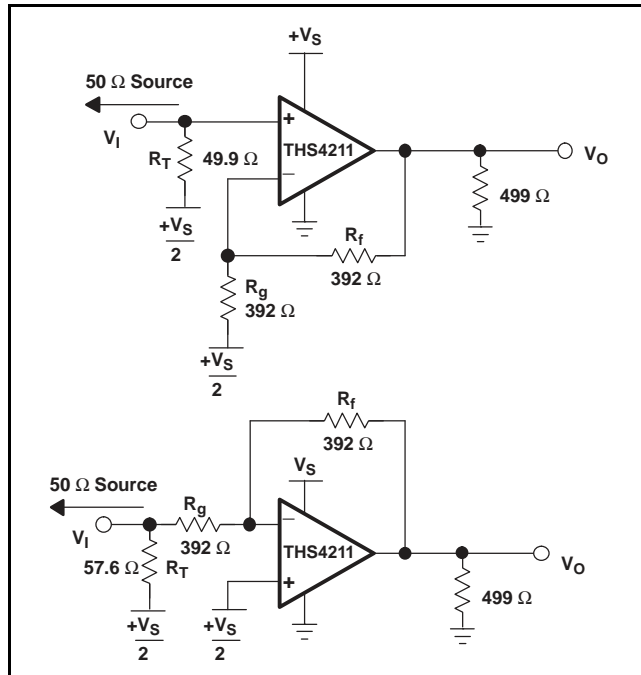 +VS
50 Ω Source
VI
+
THS4211
−
RT
49.9 Ω
+VS
2
VO
499 Ω
Rf
392 Ω
Rg
392 Ω
+VS
2
Rf
392 Ω
50 Ω Source
VS
Rg
392 Ω
VI
−
THS4211
+
57.6 Ω
RT
VO
499 Ω
+VS
2
+VS
2